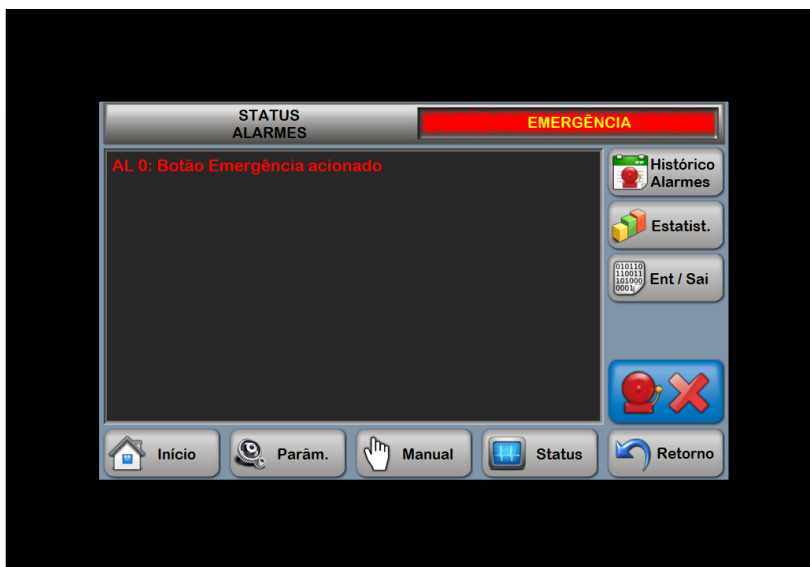 STATUS
ALARMES
EMERGÊNCIA
AL 0: Botão Emergência acionado
Histórico
Alarmes
Estatist.
010110
110011
101000
0001
Ent / Sai
Início
Parâm.
Manual
Status
Retorno